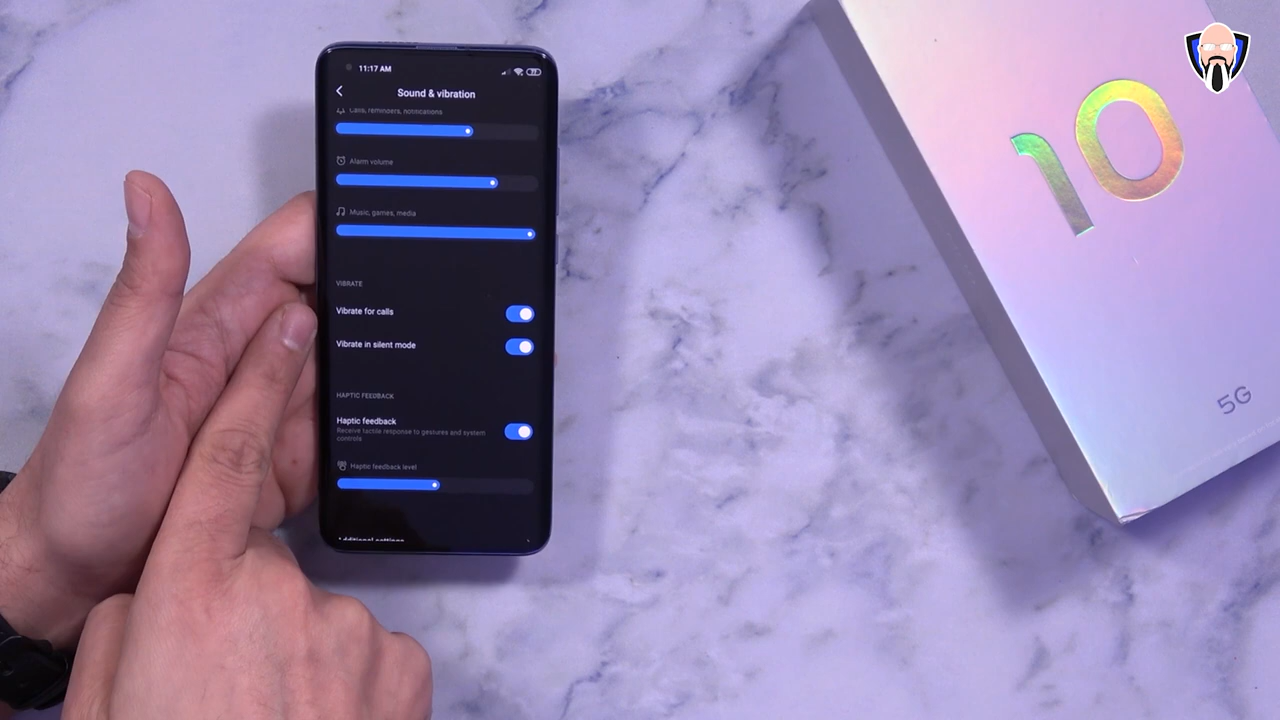 11:17 AM
Sound & vibration
Calls, reminders, notifications
Alarm volume
Music, games, media
VIBRATE
Vibrate for calls
Vibrate in silent mode
HAPTIC FEEDBACK
Haptic feedback
Receive tactile response to gestures and system
controls
Haptic feedback level
Additional settings
10
5G